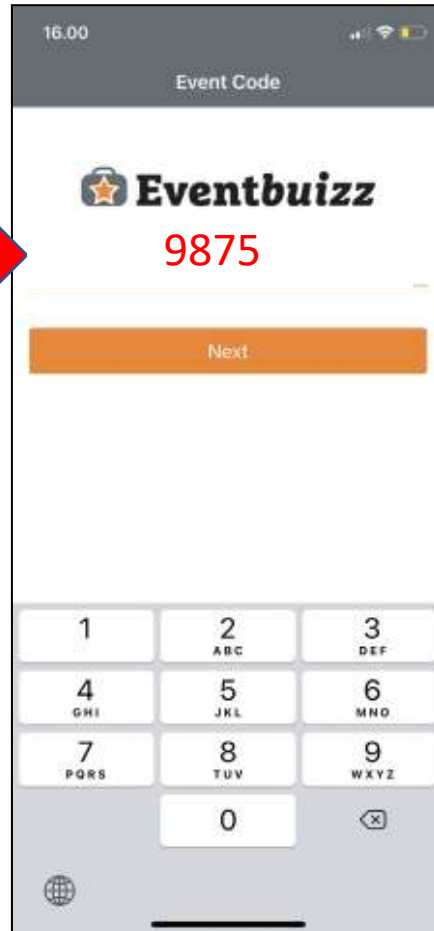 16.00
Event Code
Eventbuizz
9875
Next
1 2 3
ABC DEF
4 5 6
GHI JKL MNO
7 8 9
PQRS TUV WXYZ
0